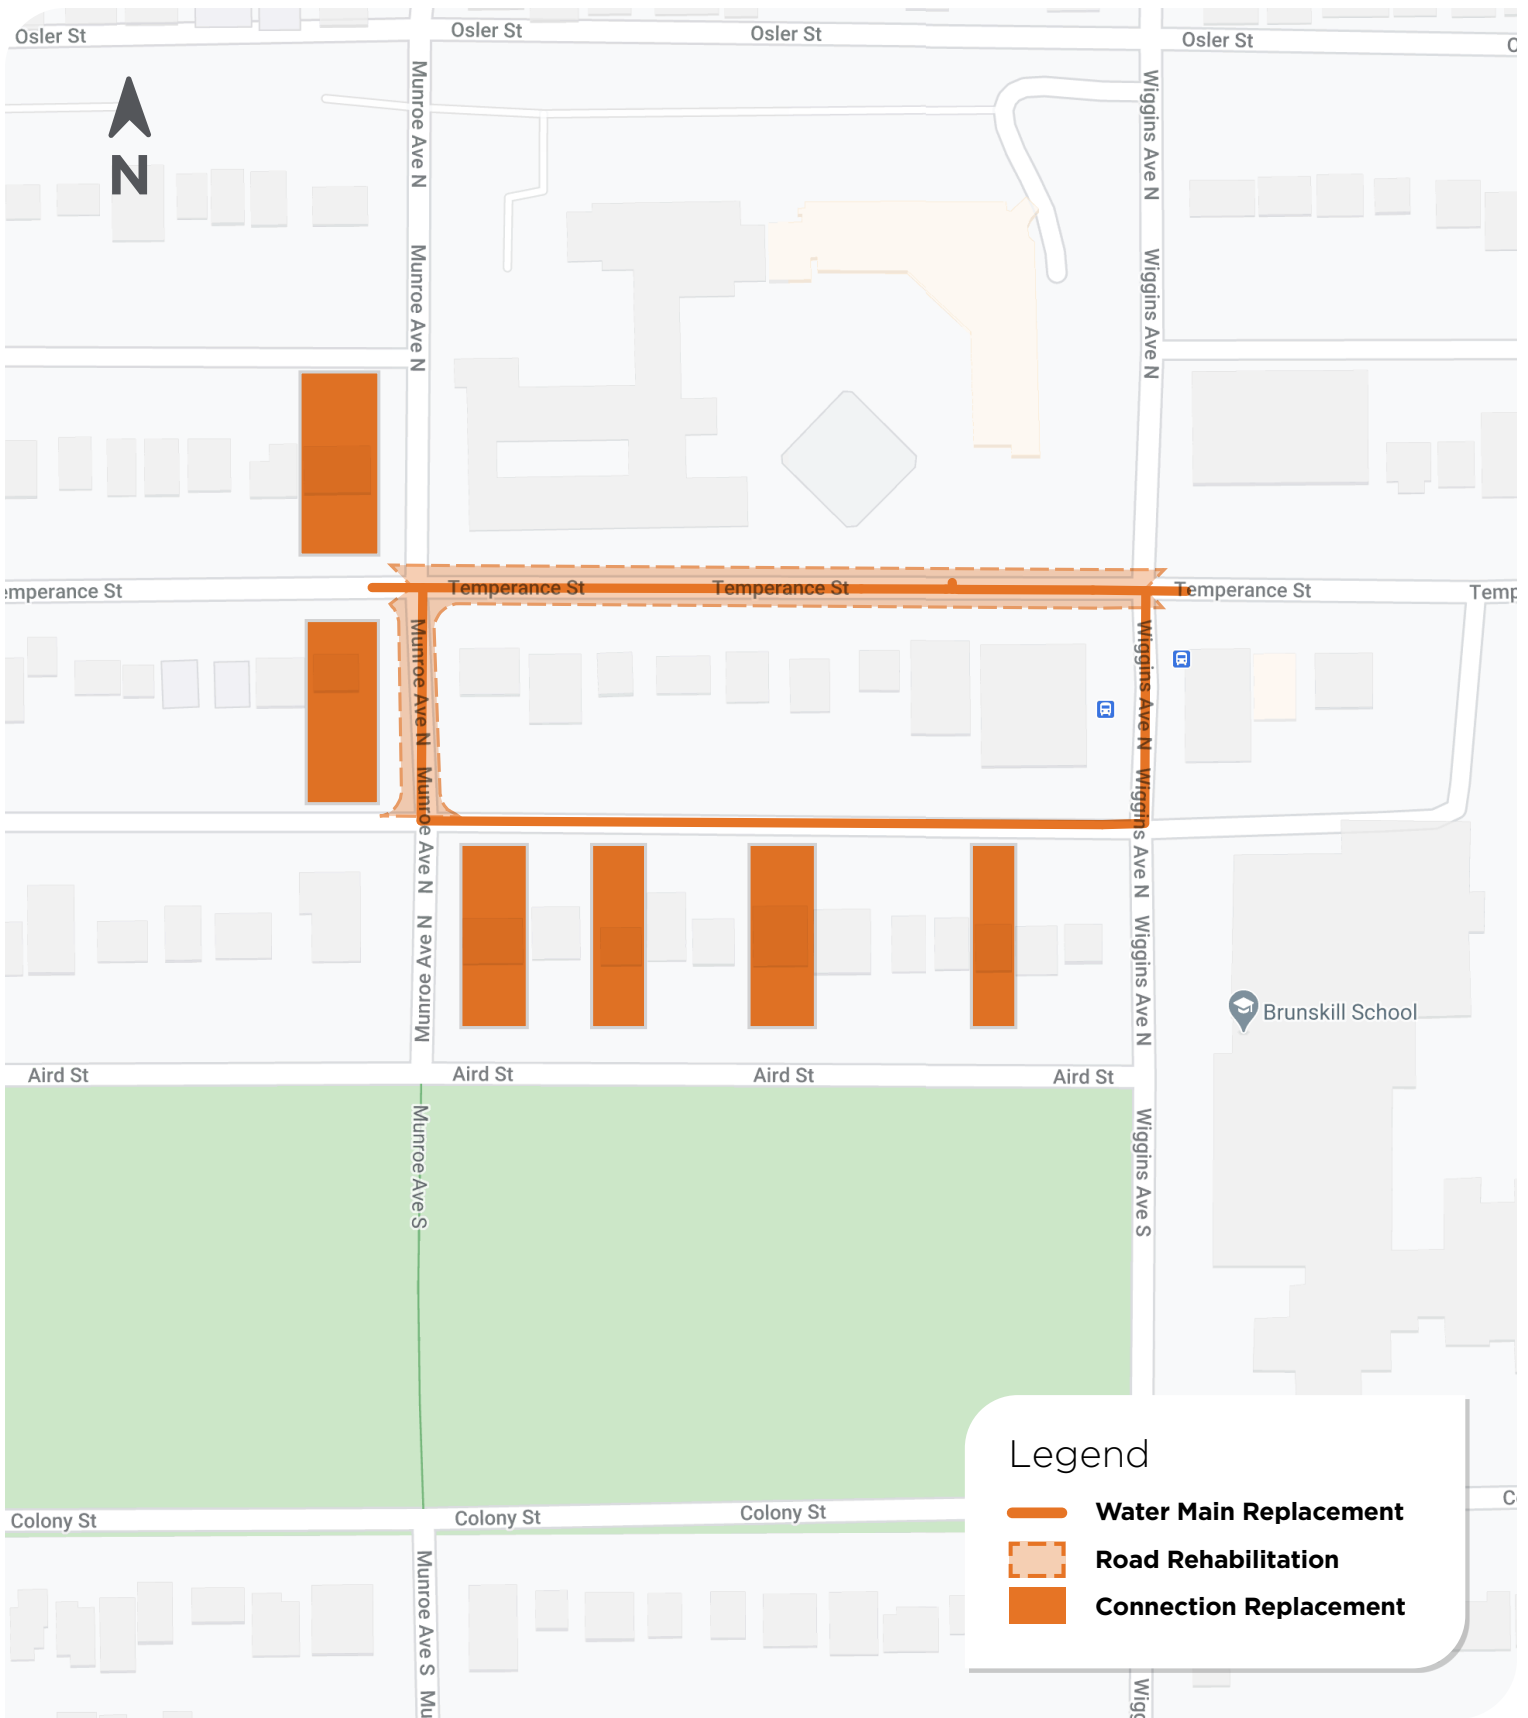 Osler St
Osler St
Osler St
Osler St
Munroe Ave N
Wiggins Ave N
N
Munroe Ave N
Wiggins Ave N
emperance St
Temperance St
Temperance St
Temperance St
Temp
Munroe Ave N
Wiggins Ave N
Munroe Ave N
Wiggins Ave N
Munroe Ave N
Wiggins Ave N
Brunskill School
Aird St
Aird St
Aird St
Aird St
Munroe Ave S
Wiggins Ave S
Colony St
Colony St
Colony St
Munroe Ave S
Mu
Wigg
Legend
Water Main Replacement
Road Rehabilitation
Connection Replacement